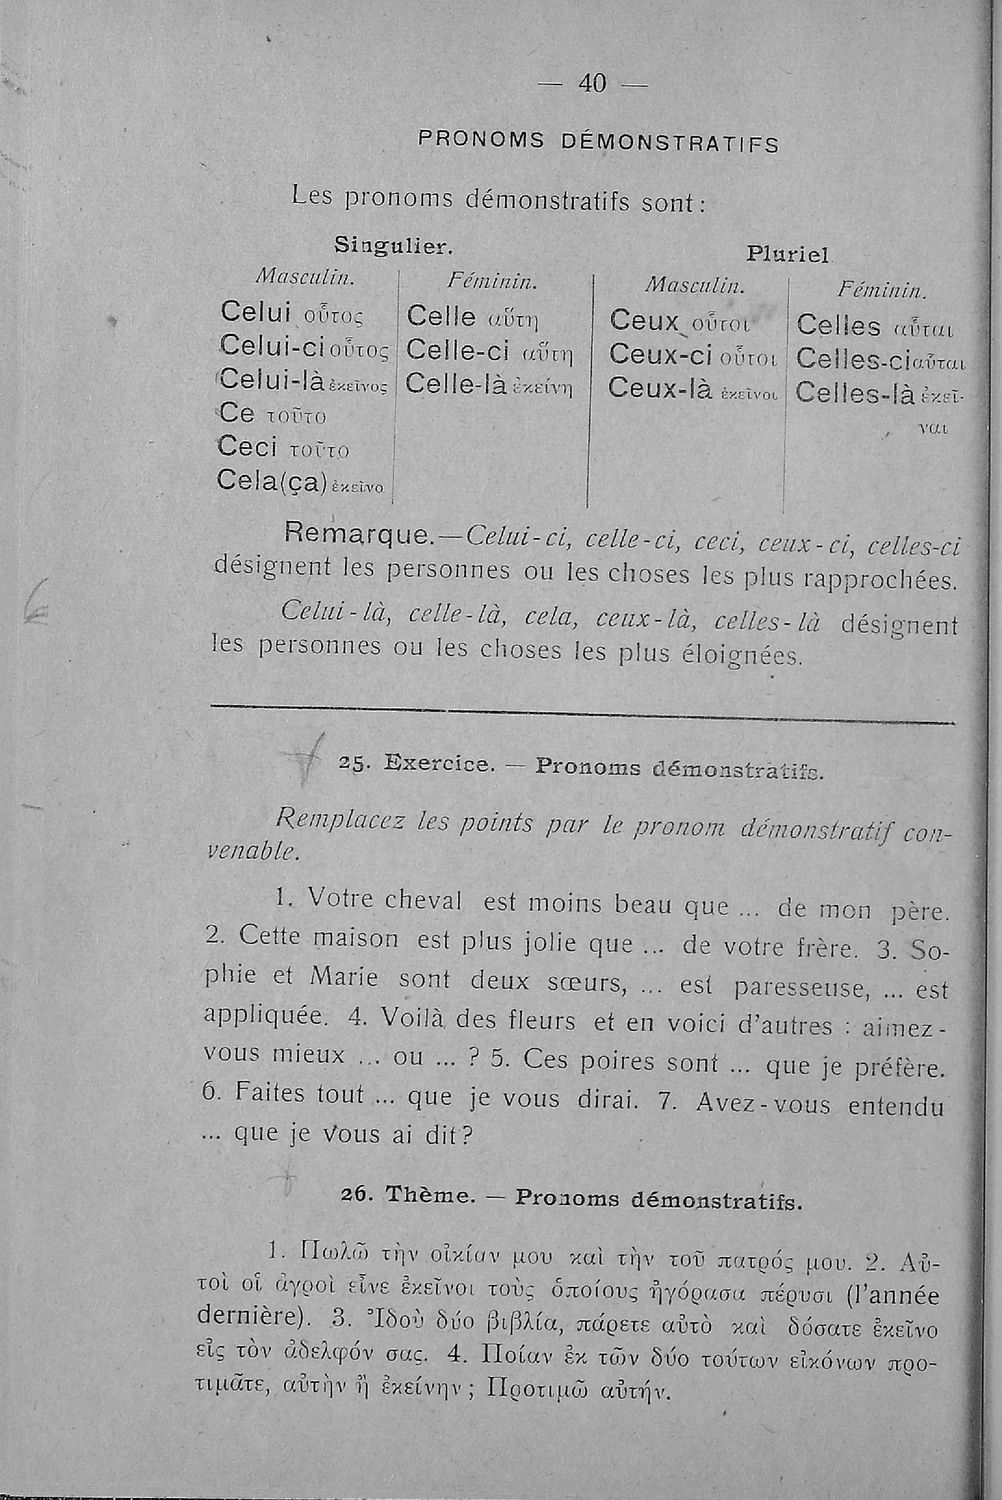 — 40 —
PRONOMS DÉMONSTRATIFS
Les pronoms démonstratifs sont :
Singulier. Pluriel
Masculin. Féminin. Masculin. Féminin.
Celui οὗτος Celle αὕτη Ceux οὗτοι Celles αὗται
Celui-ci οὗτος Celle-ci αὕτη Ceux-ci οὗτοι Celles-ci αὗται
Celui-là ἐκεῖνος Celle-là ἐκείνη Ceux-là ἐκεῖνοι Celles-là ἐκεῖ-
Ce τοῦτο ναι
Ceci τοῦτο
Cela(ça) ἐκεῖνο
Remarque.—Celui-ci, celle-ci, ceci, ceux-ci, celles-ci
désignent les personnes ou les choses les plus rapprochées.
Celui-là, celle-là, cela, ceux-là, celles-là désignent
les personnes ou les choses les plus éloignées.
25. Exercice. — Pronoms démonstratifs.
Remplacez les points par le pronom démonstratif con-
venable.
1. Votre cheval est moins beau que ... de mon père.
2. Cette maison est plus jolie que ... de votre frère. 3. So-
phie et Marie sont deux sœurs, ... est paresseuse, ... est
appliquée. 4. Voilà des fleurs et en voici d'autres : aimez-
vous mieux ... ou ... ? 5. Ces poires sont ... que je préfère.
6. Faites tout ... que je vous dirai. 7. Avez-vous entendu
... que je vous ai dit?
26. Thème. — Pronoms démonstratifs.
1. Πωλῶ τὴν οἰκίαν μου καὶ τὴν τοῦ πατρός μου. 2. Αὐ-
τοὶ οἱ ἀγροὶ εἶνε ἐκεῖνοι τοὺς ὁποίους ἠγόρασα πέρυσι (l'année
dernière). 3. Ἰδοὺ δύο βιβλία, πάρετε αὐτὸ καὶ δόσατε ἐκεῖνο
εἰς τὸν ἀδελφόν σας. 4. Ποίαν ἐκ τῶν δύο τούτων εἰκόνων προ-
τιμᾶτε, αὐτὴν ἢ ἐκείνην ; Προτιμῶ αὐτήν.